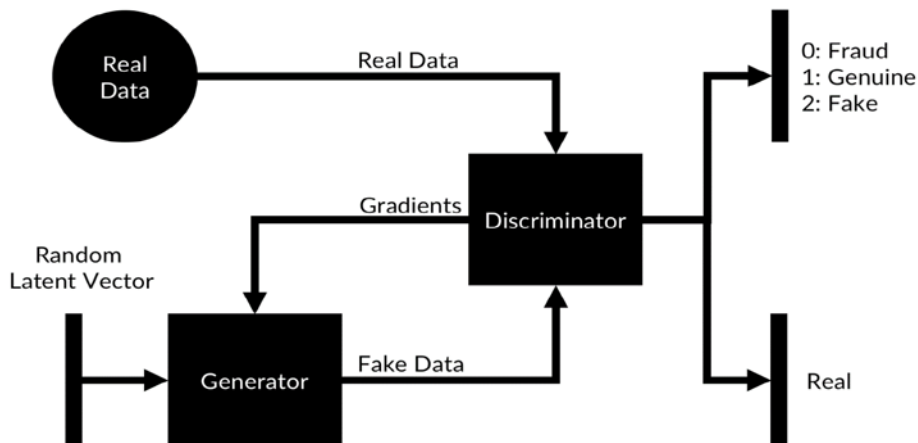 Real
Data
Real Data
0: Fraud
1: Genuine
2: Fake
Gradients
Discriminator
Random
Latent Vector
Generator
Fake Data
Real